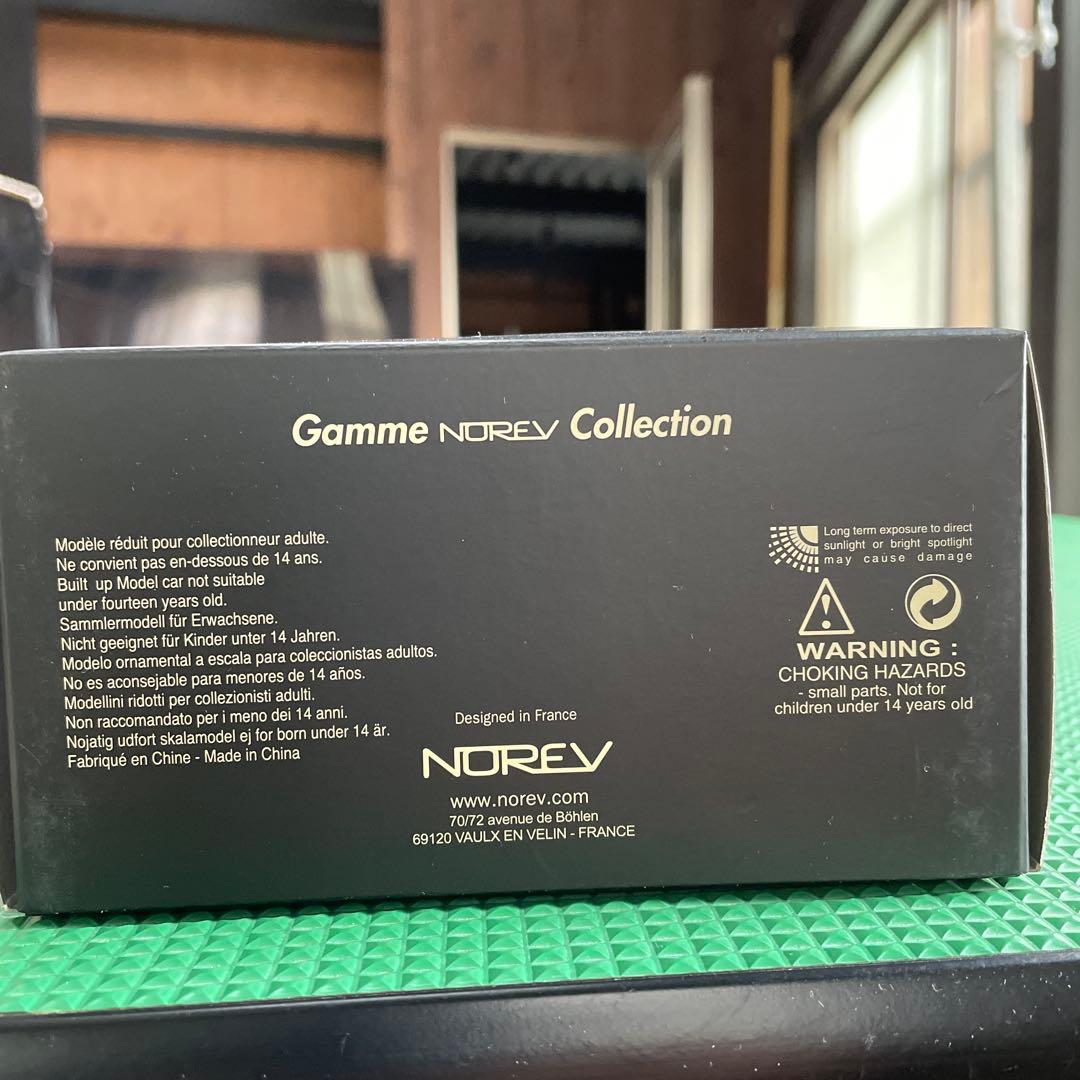 Gamme NOREV Collection
Modèle réduit pour collectionneur adulte.
Ne convient pas en-dessous de 14 ans.
Built up Model car not suitable
under fourteen years old.
Sammlermodell für Erwachsene.
Nicht geeignet für Kinder unter 14 Jahren.
Modelo ornamental a escala para coleccionistas adultos.
No es aconsejable para menores de 14 años.
Modellini ridotti per collezionisti adulti.
Non raccomandato per i meno dei 14 anni.
Nojatig udfort skalamodel ej for born under 14 är.
Fabriqué en Chine - Made in China
Long term exposure to direct
sunlight or bright spotlight
may cause damage
WARNING :
CHOKING HAZARDS
- small parts. Not for
children under 14 years old
Designed in France
NOREV
www.norev.com
70/72 avenue de Böhlen
69120 VAULX EN VELIN - FRANCE